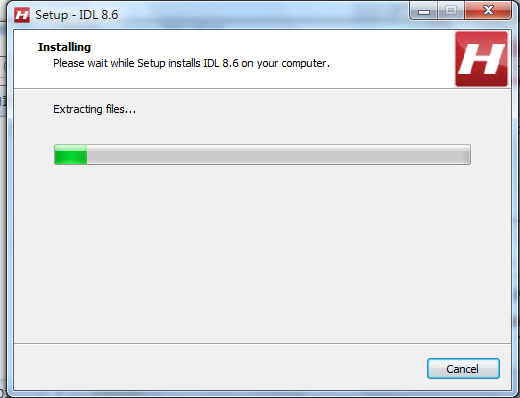 H Setup - IDL 8.6
Installing
Please wait while Setup installs IDL 8.6 on your computer.
H
Extracting files...
Cancel